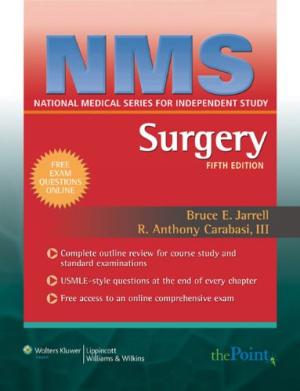 NMS
NATIONAL MEDICAL SERIES FOR INDEPENDENT STUDY
Surgery
FIFTH EDITION
FREE
EXAM
QUESTIONS
ONLINE
Bruce E. Jarrell
R. Anthony Carabasi, III
Complete outline review for course study and
standard examinations
USMLE-style questions at the end of every chapter
Free access to an online comprehensive exam
Wolters Kluwer | Lippincott
Williams & Wilkins
thePoint